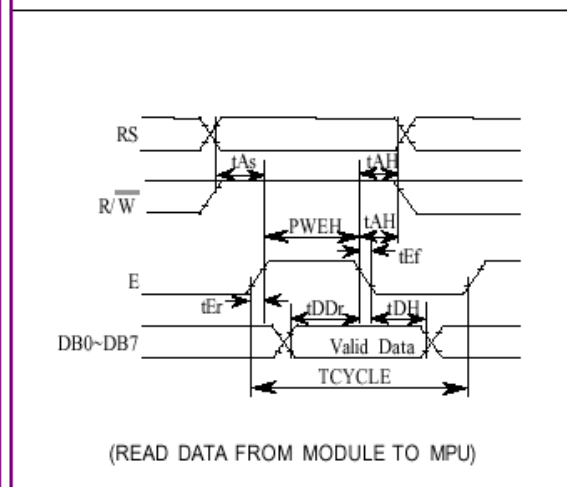 RS
tAs
tAH
R/W̅
PWEH
tAH
tEf
E
tEr
tDDr
tDH
DB0~DB7
Valid Data
TCYCLE
(READ DATA FROM MODULE TO MPU)